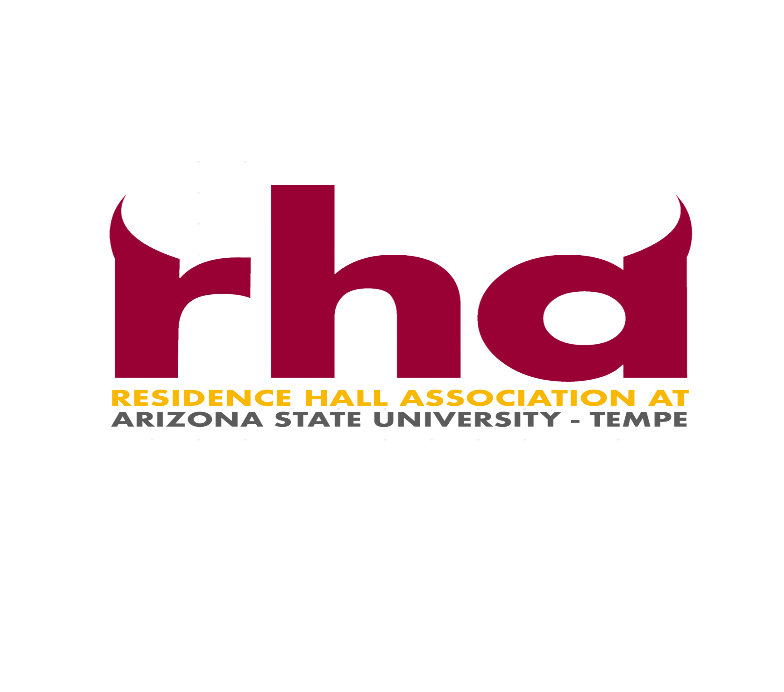 rha
RESIDENCE HALL ASSOCIATION AT
ARIZONA STATE UNIVERSITY - TEMPE